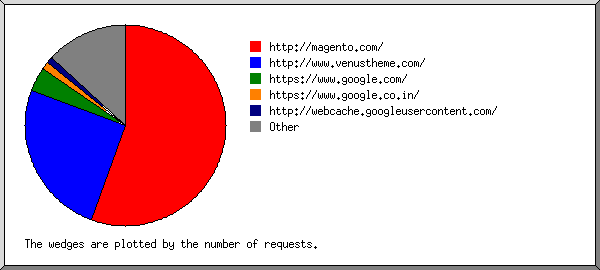 http://magento.com/
http://www.venustheme.com/
https://www.google.com/
https://www.google.co.in/
http://webcache.googleusercontent.com/
Other
The wedges are plotted by the number of requests.